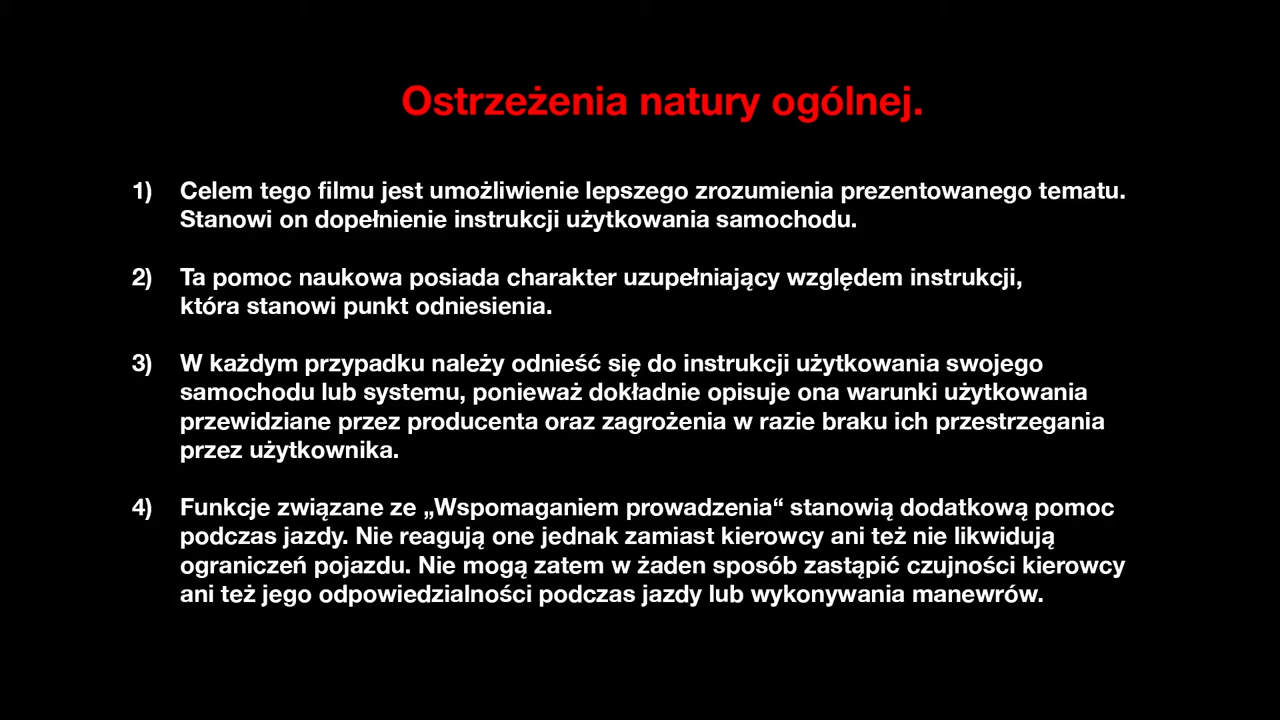 Ostrzeżenia natury ogólnej.
1) Celem tego filmu jest umożliwienie lepszego zrozumienia prezentowanego tematu.
Stanowi on dopełnienie instrukcji użytkowania samochodu.
2) Ta pomoc naukowa posiada charakter uzupełniający względem instrukcji,
która stanowi punkt odniesienia.
3) W każdym przypadku należy odnieść się do instrukcji użytkowania swojego
samochodu lub systemu, ponieważ dokładnie opisuje ona warunki użytkowania
przewidziane przez producenta oraz zagrożenia w razie braku ich przestrzegania
przez użytkownika.
4) Funkcje związane ze „Wspomaganiem prowadzenia“ stanowią dodatkową pomoc
podczas jazdy. Nie reagują one jednak zamiast kierowcy ani też nie likwidują
ograniczeń pojazdu. Nie mogą zatem w żaden sposób zastąpić czujności kierowcy
ani też jego odpowiedzialności podczas jazdy lub wykonywania manewrów.